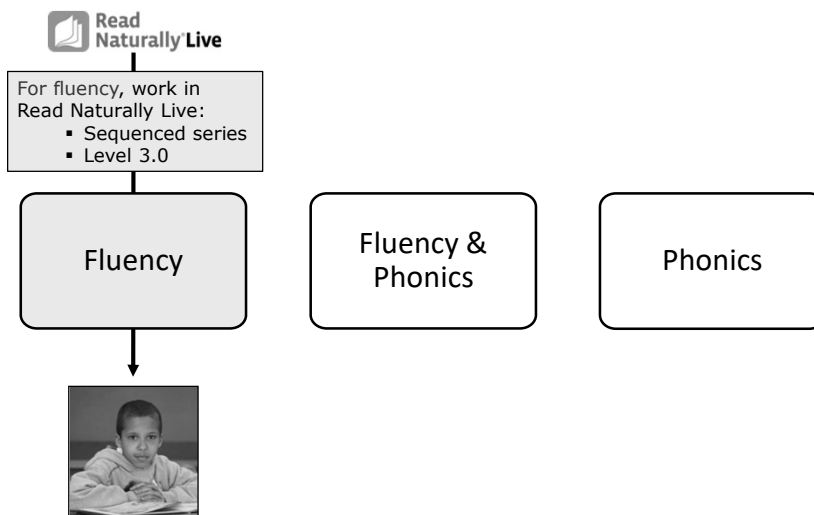 Read
Naturally® Live
For fluency, work in
Read Naturally Live:
▪ Sequenced series
▪ Level 3.0
Fluency
Fluency &
Phonics
Phonics